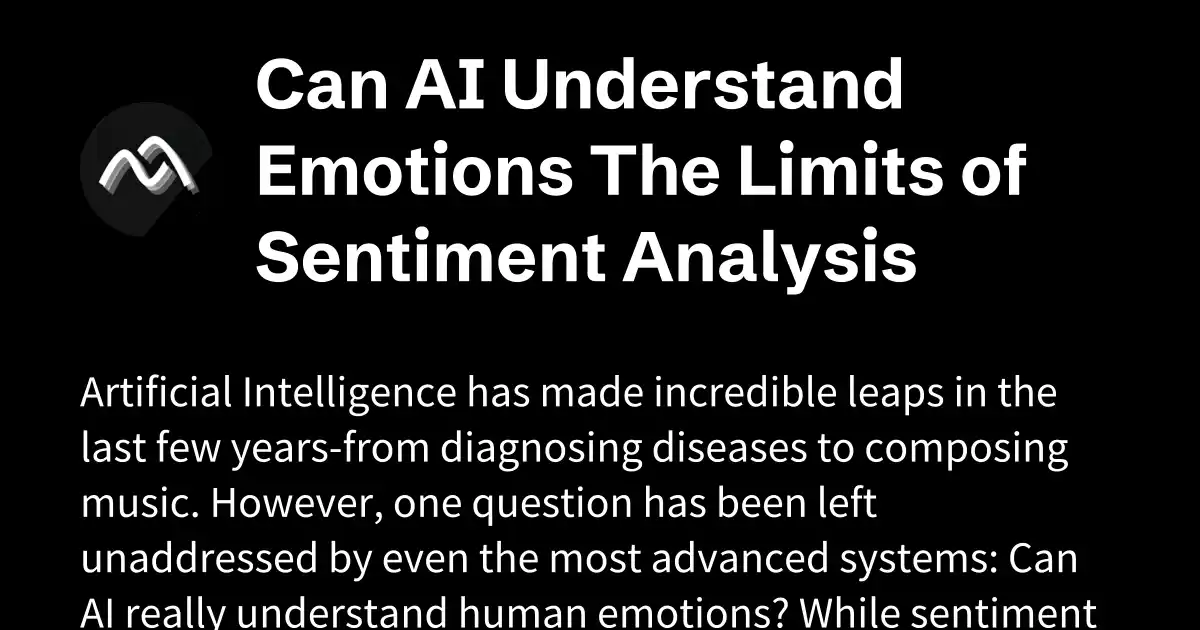 Can AI Understand
Emotions The Limits of
Sentiment Analysis
Artificial Intelligence has made incredible leaps in the
last few years-from diagnosing diseases to composing
music. However, one question has been left
unaddressed by even the most advanced systems: Can
AI really understand human emotions? While sentiment